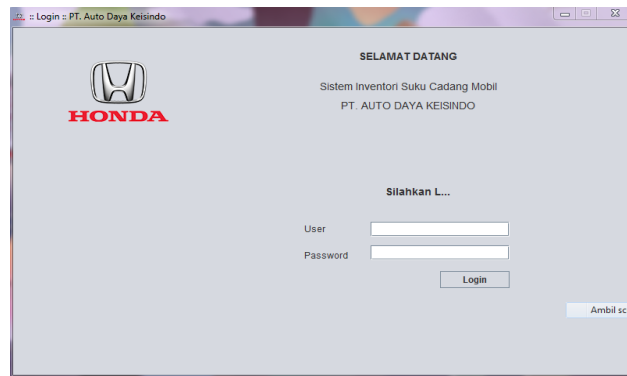 :: Login :: PT. Auto Daya Keisindo
SELAMAT DATANG
Sistem Inventori Suku Cadang Mobil
PT. AUTO DAYA KEISINDO
HONDA
Silahkan L...
User
Password
Login
Ambil sc